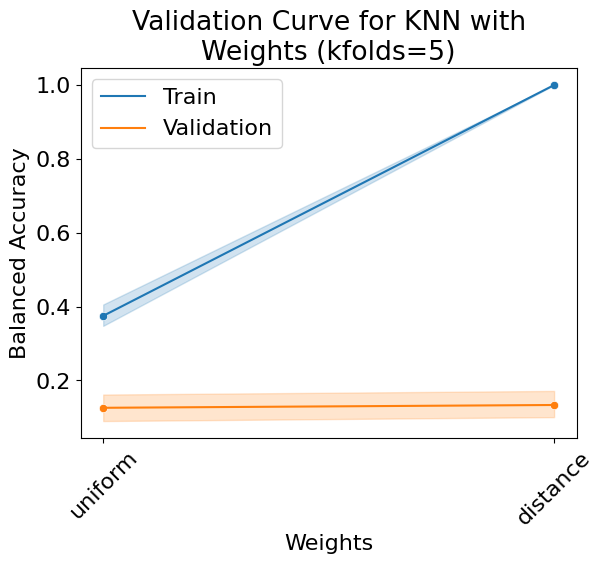 Validation Curve for KNN with
Weights (kfolds=5)
Train
Validation
Balanced Accuracy
1.0
0.8
0.6
0.4
0.2
uniform
distance
Weights